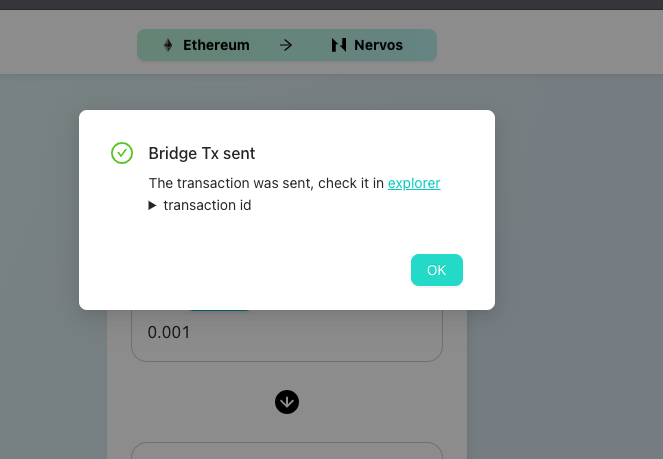 Ethereum → Nervos
Bridge Tx sent
The transaction was sent, check it in explorer
transaction id
OK
0.001